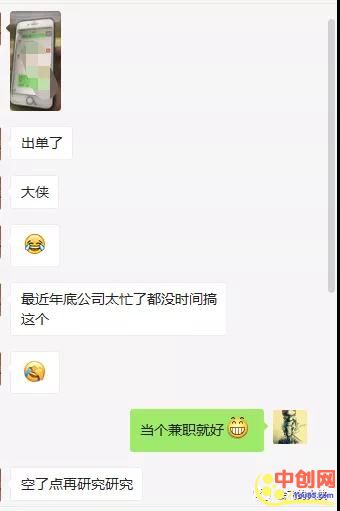 出单了
大侠
最近年底公司太忙了都没时间搞
这个
当个兼职就好
空了点再研究研究
中创网